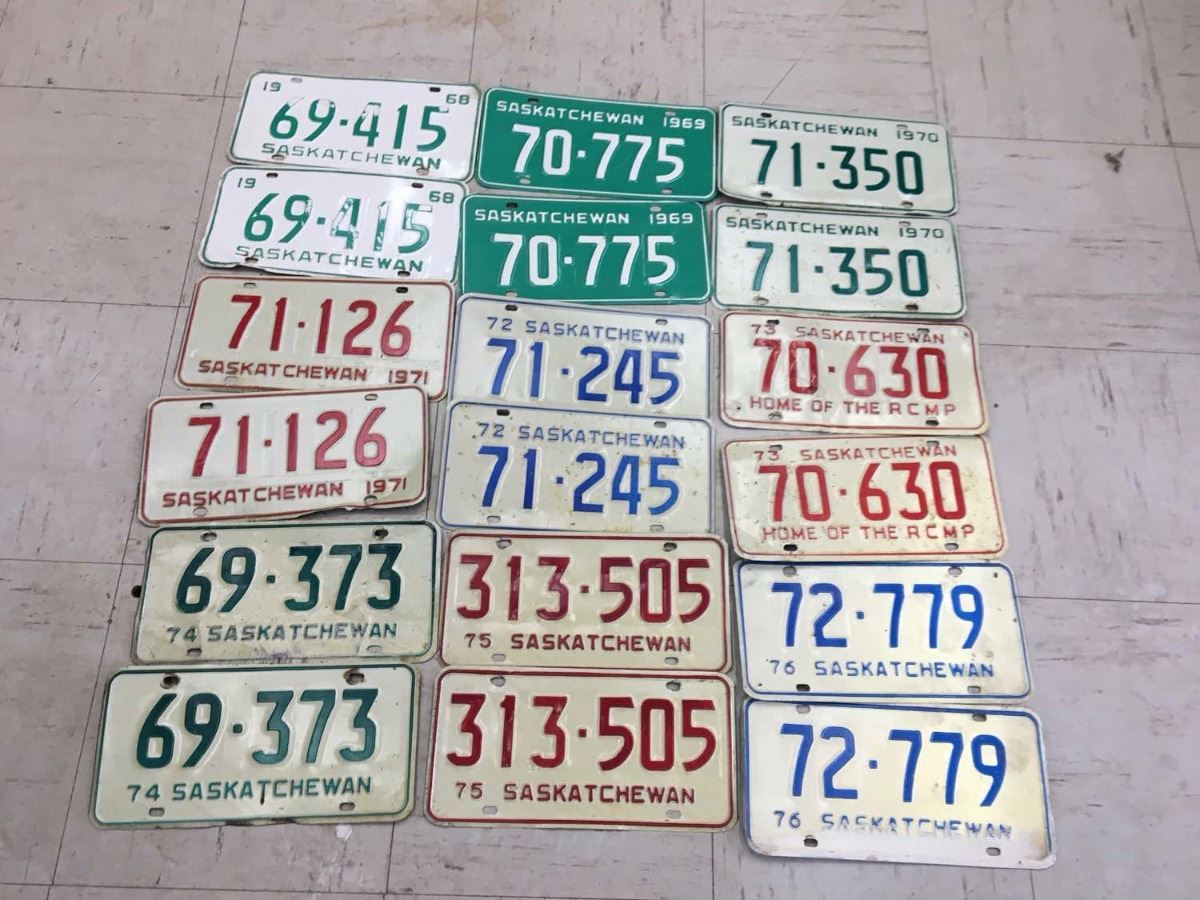 19 68
69·415
SASKATCHEWAN
SASKATCHEWAN 1969
70·775
SASKATCHEWAN 1970
71·350
19 68
69·415
SASKATCHEWAN
SASKATCHEWAN 1969
70·775
SASKATCHEWAN 1970
71·350
71·126
SASKATCHEWAN 1971
72 SASKATCHEWAN
71·245
73 SASKATCHEWAN
70·630
HOME OF THE RCMP
71·126
SASKATCHEWAN 1971
72 SASKATCHEWAN
71·245
73 SASKATCHEWAN
70·630
HOME OF THE RCMP
69·373
74 SASKATCHEWAN
313·505
75 SASKATCHEWAN
72·779
76 SASKATCHEWAN
69·373
74 SASKATCHEWAN
313·505
75 SASKATCHEWAN
72·779
76 SASKATCHEWAN